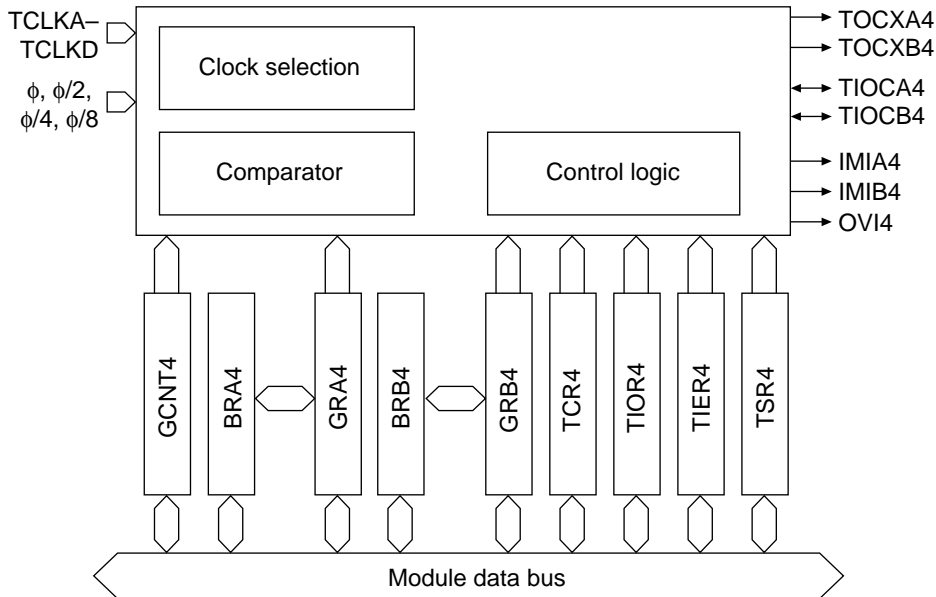 TCLKA–
TCLKD
ϕ, ϕ/2,
ϕ/4, ϕ/8
Clock selection
Comparator
Control logic
TOCXA4
TOCXB4
TIOCA4
TIOCB4
IMIA4
IMIB4
OVI4
GCNT4
BRA4
GRA4
BRB4
GRB4
TCR4
TIOR4
TIER4
TSR4
Module data bus